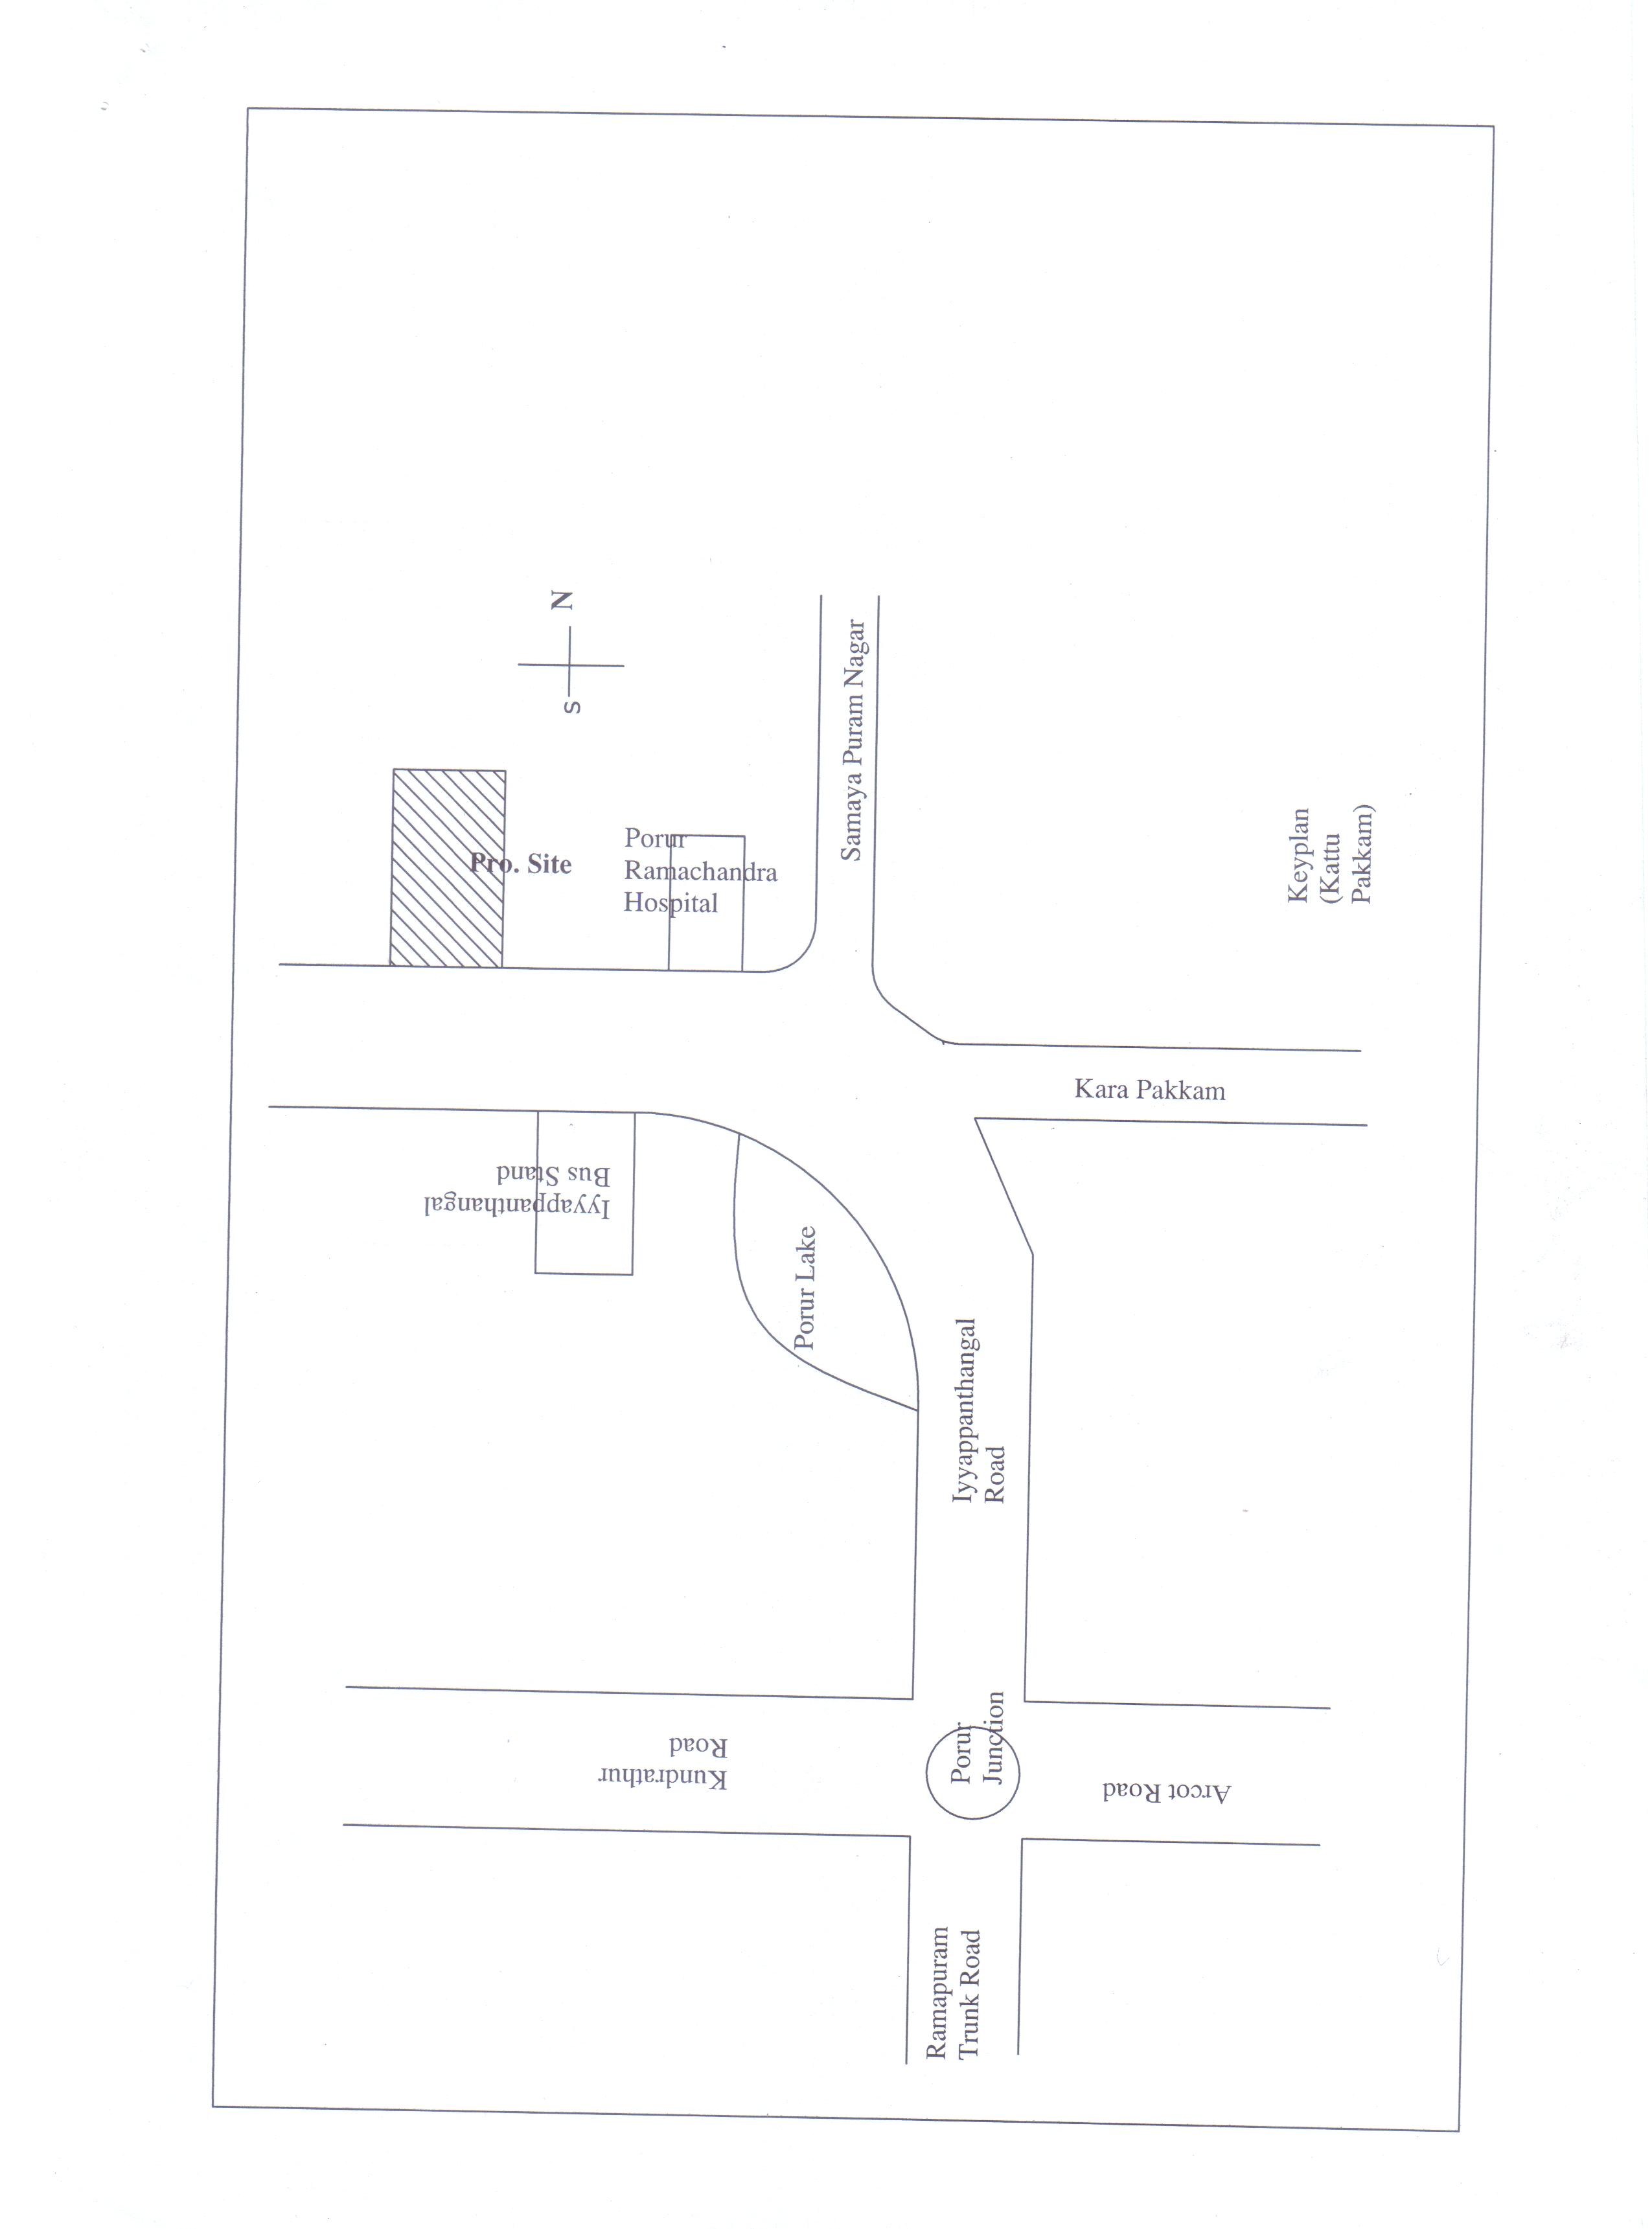 N
S
Samaya Puram Nagar
Pro. Site
Porur
Ramachandra
Hospital
Keyplan
(Kattu
Pakkam)
Kara Pakkam
Iyyappanthangal
Bus Stand
Porur Lake
Iyyappanthangal
Road
Kundrathur
Road
Porur
Junction
Arcot Road
Ramapuram
Trunk Road